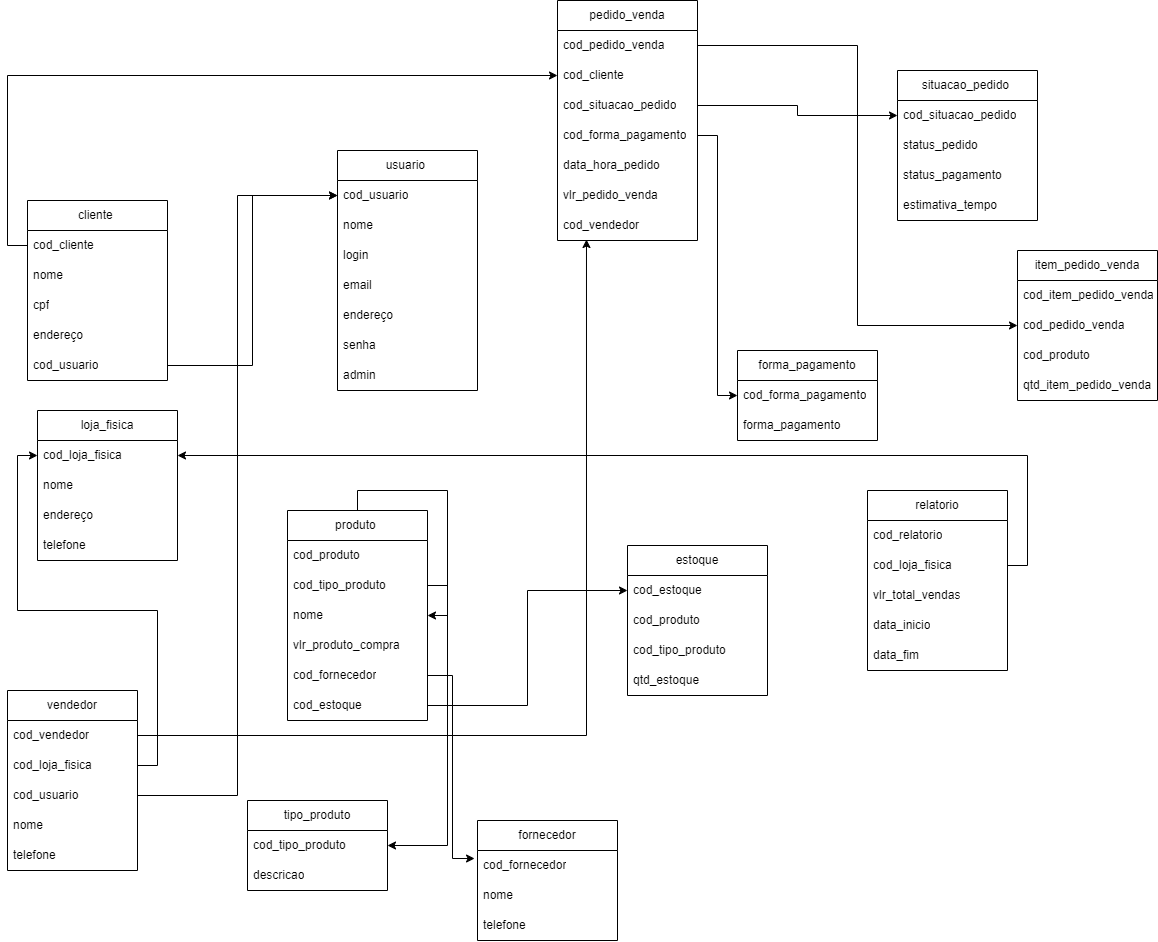 pedido_venda
cod_pedido_venda
cod_cliente
cod_situacao_pedido
cod_forma_pagamento
data_hora_pedido
vlr_pedido_venda
cod_vendedor
situacao_pedido
cod_situacao_pedido
status_pedido
status_pagamento
estimativa_tempo
usuario
cod_usuario
nome
login
email
endereço
senha
admin
cliente
cod_cliente
nome
cpf
endereço
cod_usuario
item_pedido_venda
cod_item_pedido_venda
cod_pedido_venda
cod_produto
qtd_item_pedido_venda
forma_pagamento
cod_forma_pagamento
forma_pagamento
loja_fisica
cod_loja_fisica
nome
endereço
telefone
relatorio
cod_relatorio
cod_loja_fisica
vlr_total_vendas
data_inicio
data_fim
produto
cod_produto
cod_tipo_produto
nome
vlr_produto_compra
cod_fornecedor
cod_estoque
estoque
cod_estoque
cod_produto
cod_tipo_produto
qtd_estoque
vendedor
cod_vendedor
cod_loja_fisica
cod_usuario
nome
telefone
tipo_produto
cod_tipo_produto
descricao
fornecedor
cod_fornecedor
nome
telefone